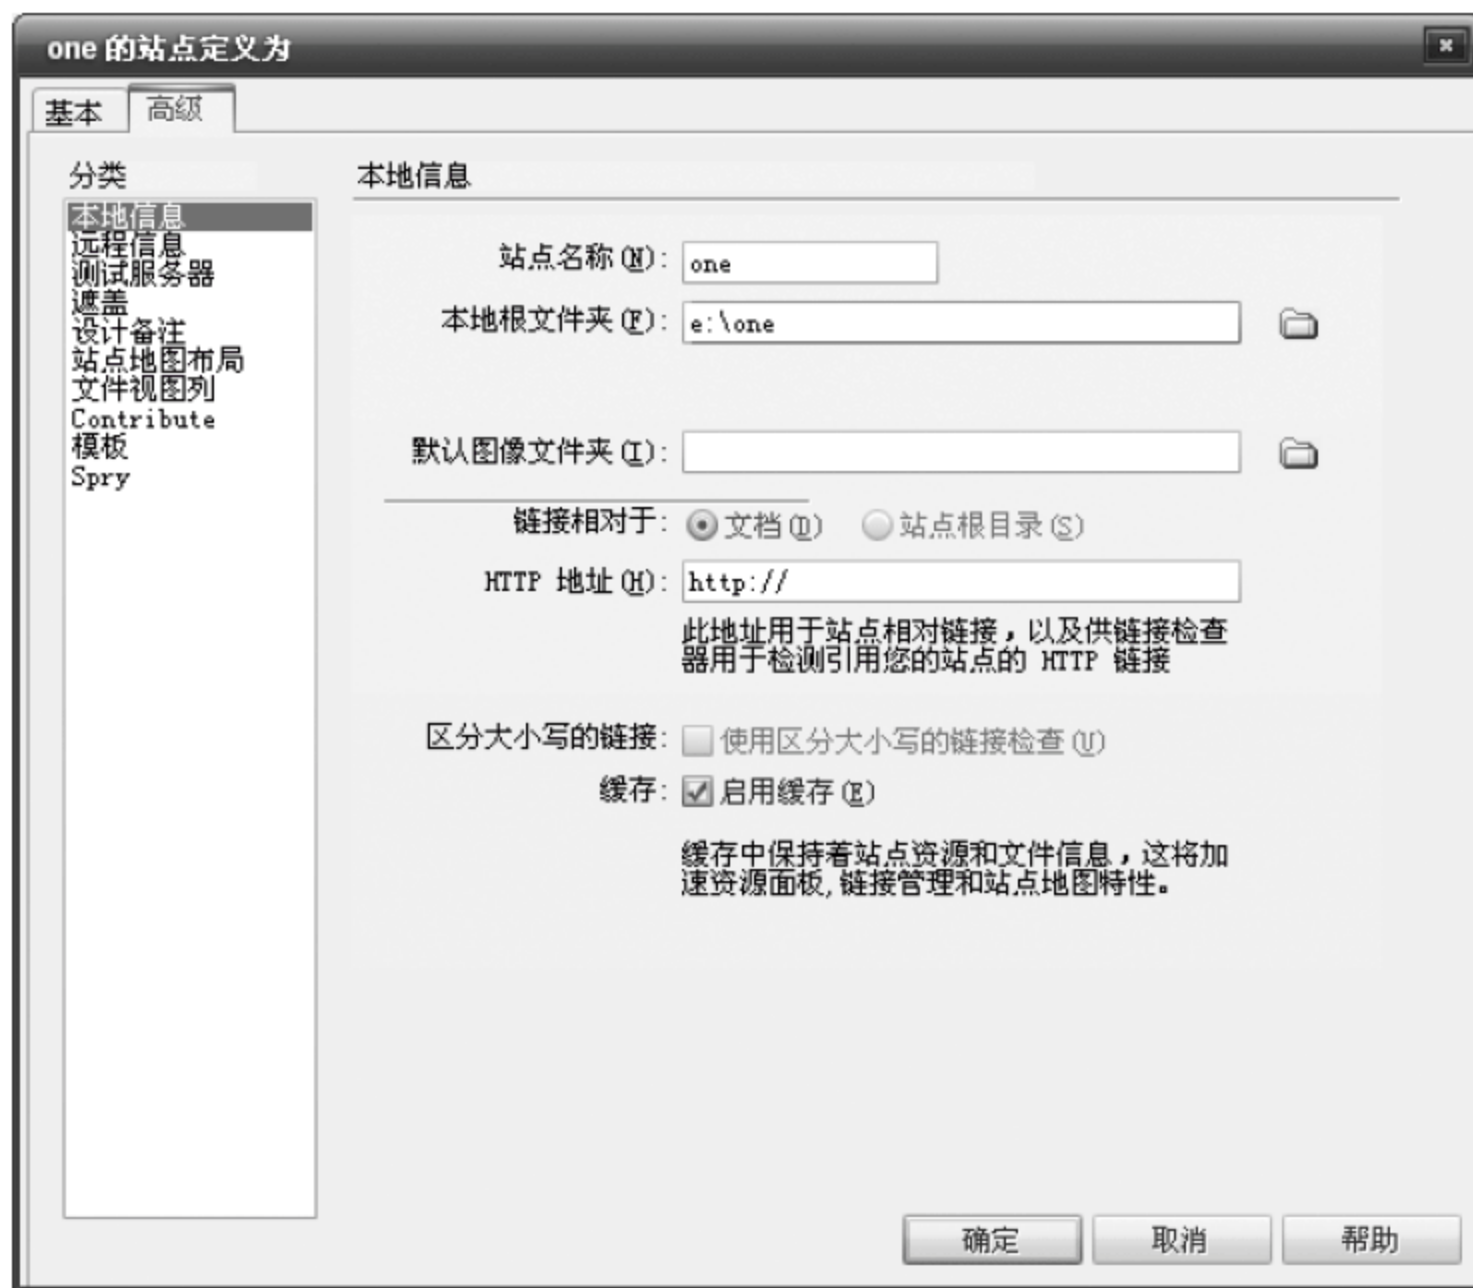 one 的站点定义为
基本 高级
分类
本地信息
远程信息
测试服务器
遮盖
设计备注
站点地图布局
文件视图列
Contribute
模板
Spry
本地信息
站点名称(N): one
本地根文件夹(F): e:\one
默认图像文件夹(I):
链接相对于: 文档(D) 站点根目录(S)
HTTP 地址(H): http://
此地址用于站点相对链接，以及供链接检查
器用于检测引用您的站点的 HTTP 链接
区分大小写的链接: 使用区分大小写的链接检查(U)
缓存: 启用缓存(E)
缓存中保持着站点资源和文件信息，这将加
速资源面板,链接管理和站点地图特性。
确定 取消 帮助